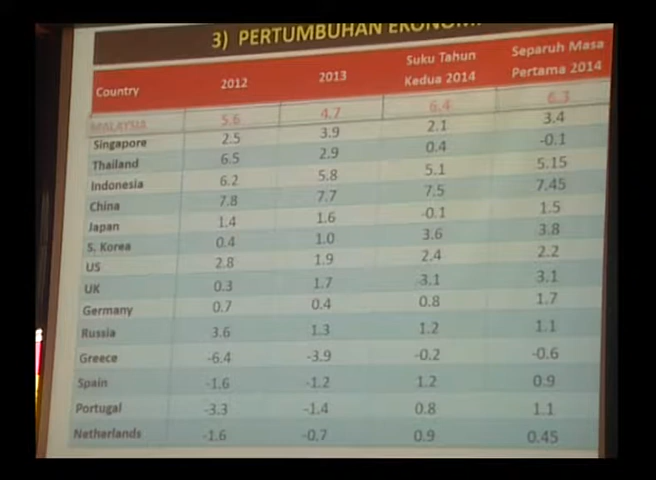 3) PERTUMBUHAN EKONOMI
Country 2012 2013 Suku Tahun Kedua 2014 Separuh Masa Pertama 2014
MALAYSIA 5.6 4.7 6.4 6.3
Singapore 2.5 3.9 2.1 3.4
Thailand 6.5 2.9 0.4 -0.1
Indonesia 6.2 5.8 5.1 5.15
China 7.8 7.7 7.5 7.45
Japan 1.4 1.6 -0.1 1.5
S. Korea 0.4 1.0 3.6 3.8
US 2.8 1.9 2.4 2.2
UK 0.3 1.7 3.1 3.1
Germany 0.7 0.4 0.8 1.7
Russia 3.6 1.3 1.2 1.1
Greece -6.4 -3.9 -0.2 -0.6
Spain -1.6 -1.2 1.2 0.9
Portugal -3.3 -1.4 0.8 1.1
Netherlands -1.6 -0.7 0.9 0.45